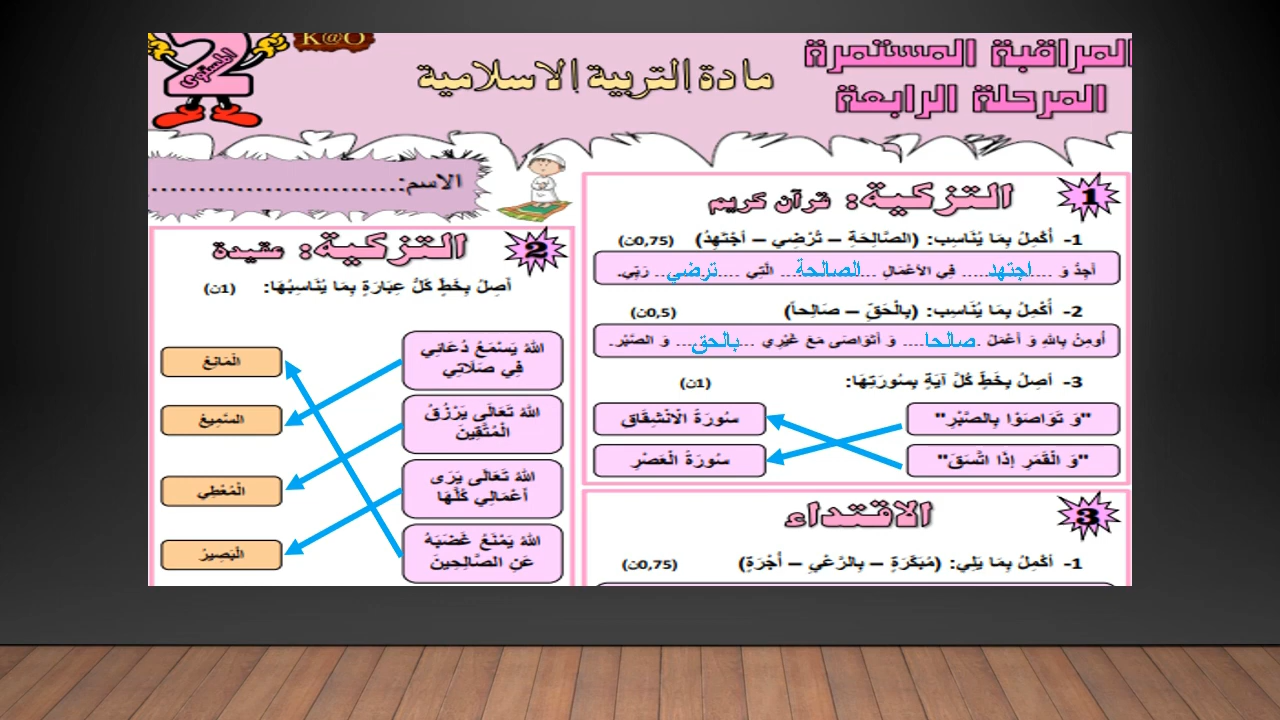 المراقبة المستمرة
المرحلة الرابعة
مادة التربية الاسلامية
K@O
2
المستوى
الاسم:..........................
1
التزكية: قرآن كريم
1- أُكْمِلُ بِمَا يُنَاسِب: (الصَّالِحَةِ – تُرْضِي – أَجْتَهِدُ) (0,75ن)
أَجِدُّ وَ ....اجتهد..... فِي الأَعْمَالِ ...الصالحة... الَّتِي ....ترضي... رَبِّي.
2- أُكْمِلُ بِمَا يُنَاسِب: (بِالْحَقِّ – صَالِحاً) (0,5ن)
أُومِنُ بِاللهِ وَ أَعْمَلُ .صالحا.... وَ أَتَوَاصَى مَعَ غَيْرِي ...بالحق... وَ الصَّبْرِ.
3- أَصِلُ بِخَطٍّ كُلَّ آيَةٍ بِسُورَتِهَا: (1ن)
"وَ تَوَاصَوْا بِالصَّبْرِ"
سُورَةُ الْانْشِقَاقِ
"وَ الْقَمَرِ إِذَا اتَّسَقَ"
سُورَةُ الْعَصْرِ
2
التزكية: عقيدة
أَصِلُ بِخَطٍّ كُلَّ عِبَارَةٍ بِمَا يُنَاسِبُهَا: (1ن)
اللهُ يَسْمَعُ دُعَائِي
فِي صَلَاتِي
الْمَانِعُ
اللهُ تَعَالَى يَرْزُقُ
الْمُتَّقِينَ
السَّمِيعُ
اللهُ تَعَالَى يَرَى
أَعْمَالِي كُلَّهَا
الْمُعْطِي
اللهُ يَمْنَعُ غَضَبَهُ
عَنِ الصَّالِحِينَ
الْبَصِيرُ
3
الاقتداء
1- أُكْمِلُ بِمَا يَلِي: (مُبَكِّرَةٍ – بِالرَّعْيِ – أُجْرَةٍ) (0,75ن)